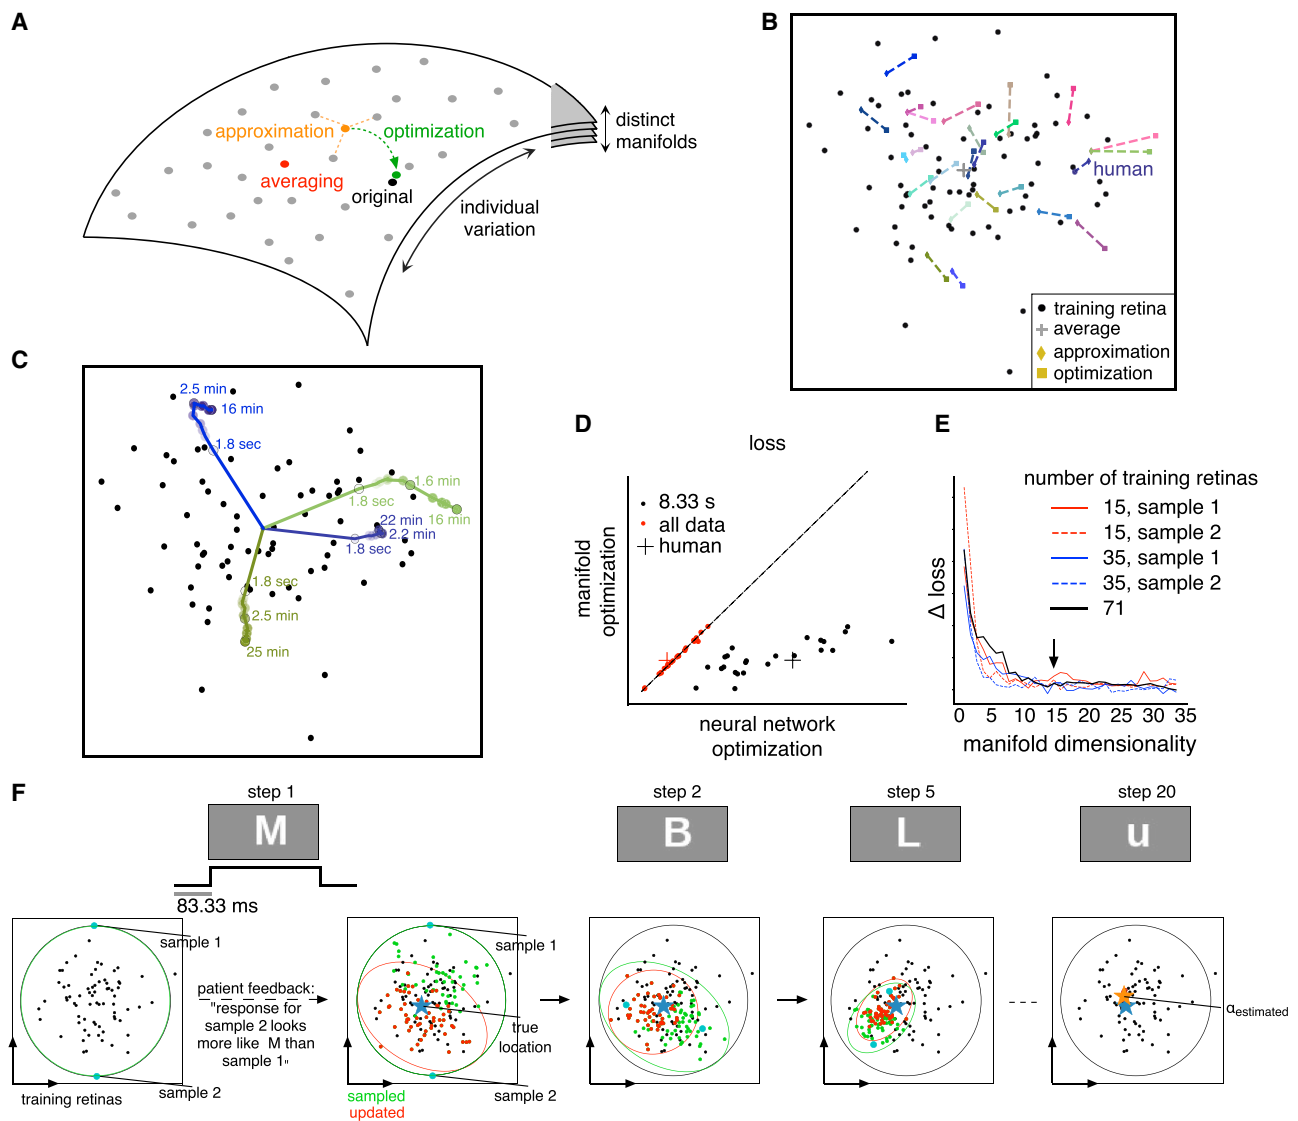 A
approximation
optimization
averaging
original
individual
variation
distinct
manifolds
B
human
training retina
average
approximation
optimization
C
2.5 min
16 min
1.8 sec
1.6 min
1.8 sec
16 min
22 min
2.2 min
1.8 sec
1.8 sec
2.5 min
25 min
D
loss
8.33 s
all data
human
manifold
optimization
neural network
optimization
E
number of training retinas
15, sample 1
15, sample 2
35, sample 1
35, sample 2
71
Δ loss
0 5 10 15 20 25 30 35
manifold dimensionality
F
step 1
M
83.33 ms
step 2
B
step 5
L
step 20
u
sample 1
sample 2
training retinas
patient feedback:
"response for
sample 2 looks
more like M than
sample 1"
sample 1
true
location
sample 2
sampled
updated
αestimated